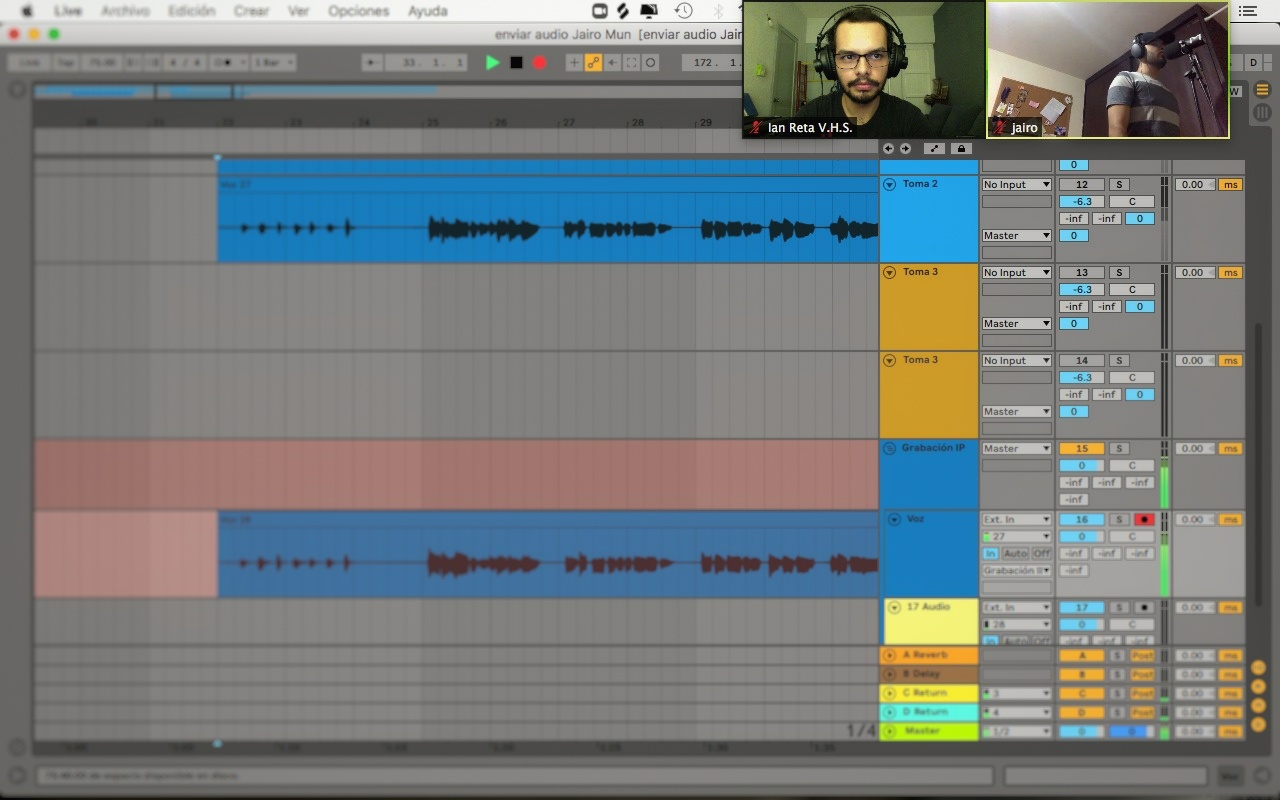 Live Archivo Edición Crear Ver Opciones Ayuda
enviar audio Jairo Mun [enviar audio Jair
33. 1. 1
172. 1.
D
Ian Reta V.H.S.
jairo
W
25 26 27 28 29
0
Toma 2 No Input 12 S 0.00 ms
-6.3 C
-inf -inf 0
Master 0
Toma 3 No Input 13 S 0.00 ms
-6.3 C
-inf -inf 0
Master 0
Toma 3 No Input 14 S 0.00 ms
-6.3 C
-inf -inf 0
Master 0
Grabación IP Master 15 S 0.00 ms
0 C
-inf -inf -inf
-inf
Voz Ext. In 16 S 0.00 ms
27 0 C
In Auto Off -inf -inf -inf
Grabación -inf
17 Audio Ext. In 17 S 0.00 ms
28 0 C
In Auto Off -inf -inf -inf
A Reverb A S Post 0.00 ms
B Delay B S Post 0.00 ms
C Return 3 C S Post 0.00 ms
D Return 4 D S Post 0.00 ms
1/4 Master 1/2 0 0 0.00 ms